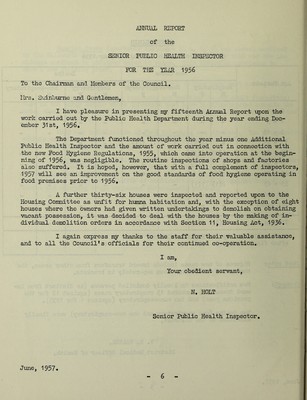 ANNUAL REPORT
of the
SENIOR PUBLIC HEALTH INSPECTOR
FOR THE YEAR 1956
To the Chairman and Members of the Council.
Mrs. Swinburne and Gentlemen,
I have pleasure in presenting my fifteenth Annual Report upon the
work carried out by the Public Health Department during the year ending Dec-
ember 31st, 1956.
The Department functioned throughout the year minus one Additional
Public Health Inspector and the amount of work carried out in connection with
the new Food Hygiene Regulations, 1955, which came into operation at the begin-
ning of 1956, was negligible. The routine inspections of shops and factories
also suffered. It is hoped, however, that with a full complement of inspectors,
1957 will see an improvement on the good standards of food hygiene operating in
food premises prior to 1956.
A further thirty-six houses were inspected and reported upon to the
Housing Committee as unfit for human habitation and, with the exception of eight
houses where the owners had given written undertakings to demolish on obtaining
vacant possession, it was decided to deal with the houses by the making of in-
dividual demolition orders in accordance with Section 11, Housing Act, 1936.
I again express my thanks to the staff for their valuable assistance,
and to all the Council's officials for their continued co-operation.
I am,
Your obedient servant,
N. HOLT
Senior Public Health Inspector.
June, 1957.
- 6 -